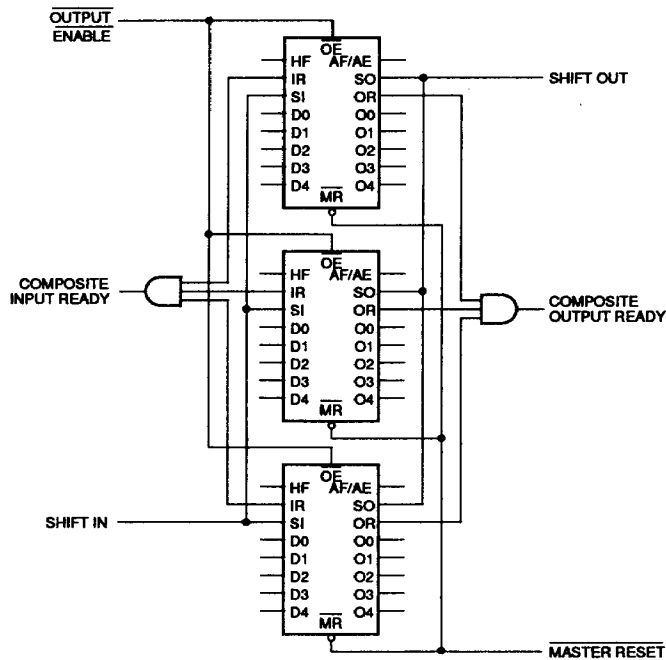 OUTPUT
ENABLE
OE
HF AF/AE
IR SO
SI OR
D0 O0
D1 O1
D2 O2
D3 O3
D4 O4
MR
SHIFT OUT
OE
HF AF/AE
IR SO
SI OR
D0 O0
D1 O1
D2 O2
D3 O3
D4 O4
MR
COMPOSITE
INPUT READY
COMPOSITE
OUTPUT READY
OE
HF AF/AE
IR SO
SI OR
D0 O0
D1 O1
D2 O2
D3 O3
D4 O4
MR
SHIFT IN
MASTER RESET